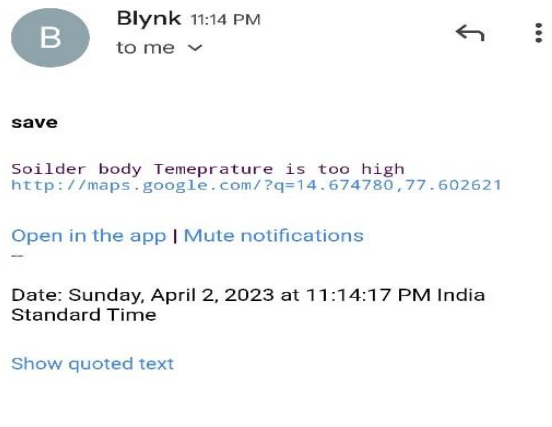 B
Blynk 11:14 PM
to me
save
Soilder body Temeprature is too high
http://maps.google.com/?q=14.674780,77.602621
Open in the app | Mute notifications
--
Date: Sunday, April 2, 2023 at 11:14:17 PM India
Standard Time
Show quoted text